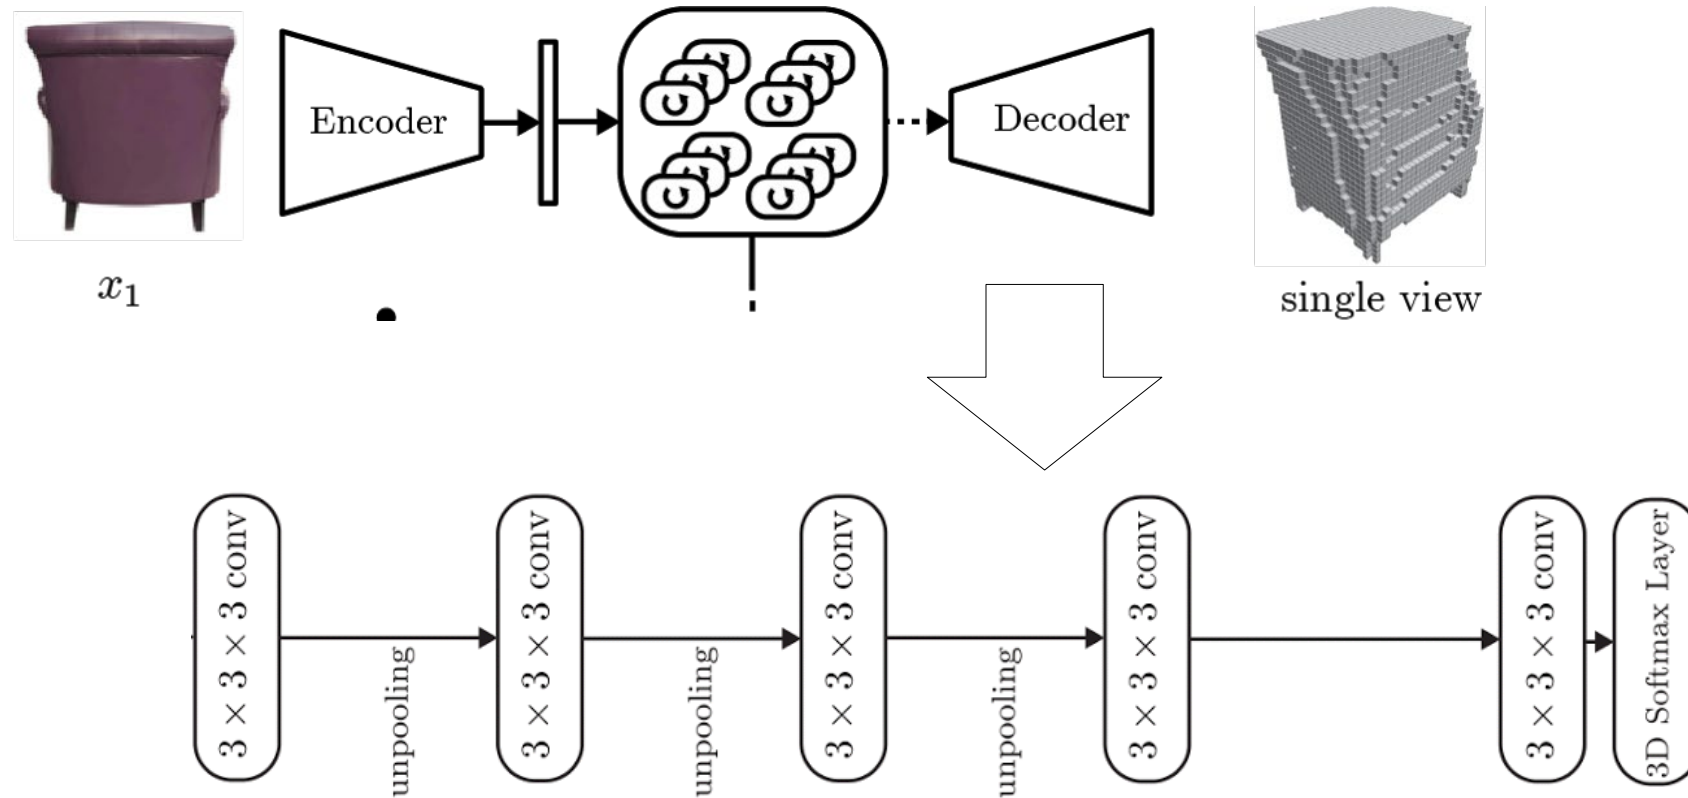 Encoder
Decoder
x₁
single view
3 × 3 × 3 conv
unpooling
3 × 3 × 3 conv
unpooling
3 × 3 × 3 conv
unpooling
3 × 3 × 3 conv
3 × 3 × 3 conv
3D Softmax Layer